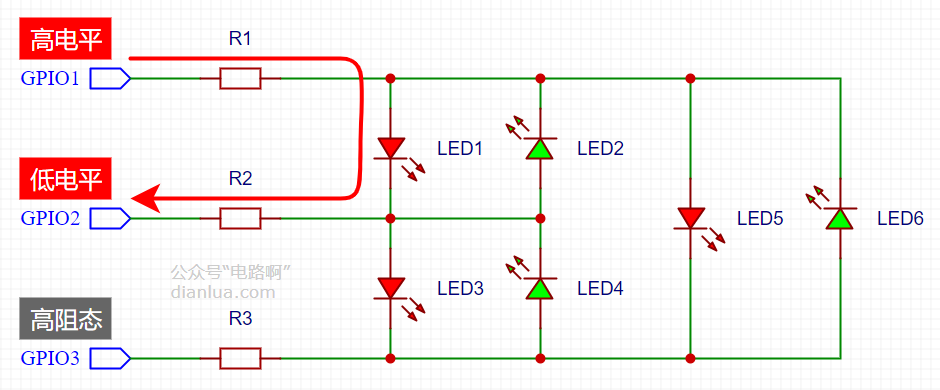 高电平
R1
GPIO1
LED1
LED2
低电平
R2
GPIO2
LED5
LED6
公众号“电路啊”
dianlua.com
LED3
LED4
高阻态
R3
GPIO3